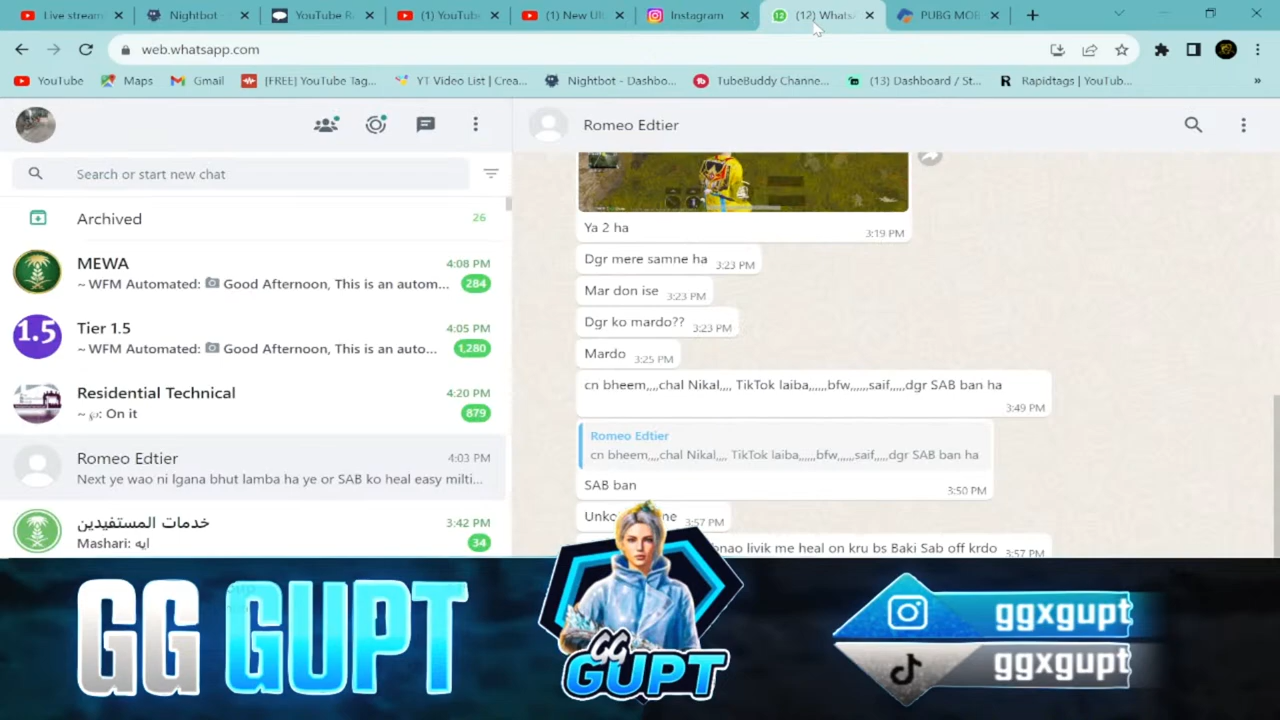 Live stream
Nightbot -
YouTube R
(1) YouTub
(1) New Ul
Instagram
(12) Whats
PUBG MOB
web.whatsapp.com
YouTube
Maps
Gmail
[FREE] YouTube Tag...
YT Video List | Crea...
Nightbot - Dashbo...
TubeBuddy Channe...
(13) Dashboard / St...
Rapidtags | YouTub...
»
Romeo Edtier
Search or start new chat
Archived
26
MEWA
4:08 PM
~ WFM Automated: Good Afternoon, This is an autom...
284
1.5
Tier 1.5
4:05 PM
~ WFM Automated: Good Afternoon, This is an auto...
1,280
Residential Technical
4:20 PM
On it
879
Romeo Edtier
4:03 PM
Next ye wao ni lgana bhut lamba ha ye or SAB ko heal easy milti...
خدمات المستفيدين
3:42 PM
Mashari: ايه
34
Ya 2 ha
3:19 PM
Dgr mere samne ha
3:23 PM
Mar don ise
3:23 PM
Dgr ko mardo??
3:23 PM
Mardo
3:25 PM
cn bheem,,,,chal Nikal,,,, TikTok laiba,,,,,,bfw,,,,,,saif,,,,,dgr SAB ban ha
3:49 PM
Romeo Edtier
cn bheem,,,,chal Nikal,,,, TikTok laiba,,,,,,bfw,,,,,,saif,,,,,dgr SAB ban ha
SAB ban
3:50 PM
3:57 PM
livik me heal on kru bs Baki Sab off krdo
3:57 PM
GG GUPT
GG
GUPT
ggxgupt
ggxgupt